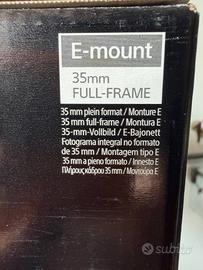 E-mount
35mm
FULL-FRAME
35 mm plein format / Monture E
35 mm full-frame / Montura E
35-mm-Vollbild / E-Bajonett
Fotograma integral no formato
de 35 mm / Montagem tipo E
35 mm a pieno formato / Innesto E
Πλήρους κάδρου 35 mm / Μοντούρα E
subito